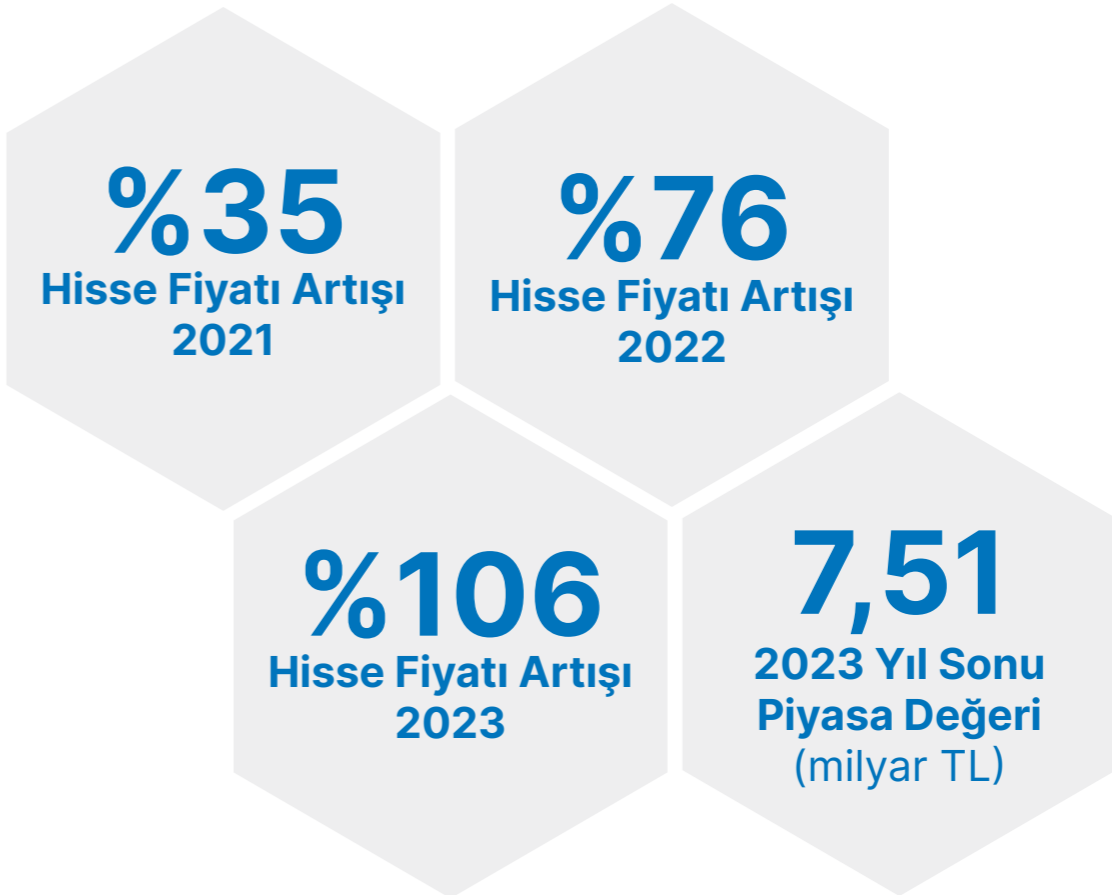 %35
Hisse Fiyatı Artışı
2021
%76
Hisse Fiyatı Artışı
2022
%106
Hisse Fiyatı Artışı
2023
7,51
2023 Yıl Sonu
Piyasa Değeri
(milyar TL)